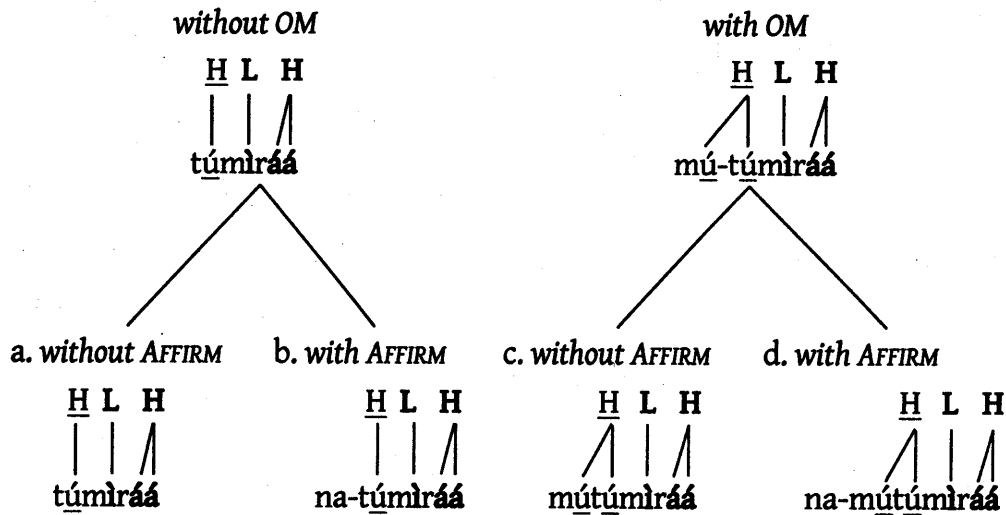 without OM with OM
H L H H L H
túmìráá mú-túmìráá
a. without AFFIRM b. with AFFIRM c. without AFFIRM d. with AFFIRM
H L H H L H H L H H L H
túmìráá na-túmìráá mútúmìráá na-mútúmìráá